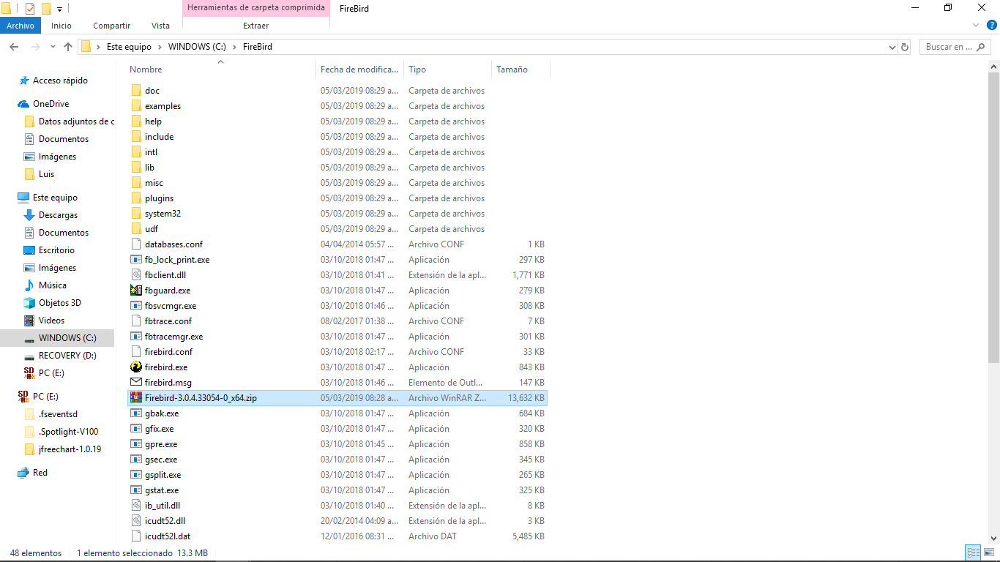 Herramientas de carpeta comprimida FireBird
Archivo Inicio Compartir Vista Extraer
Este equipo WINDOWS (C:) FireBird Buscar en ...
Acceso rápido
OneDrive
Datos adjuntos de c
Documentos
Imágenes
Luis
Este equipo
Descargas
Documentos
Escritorio
Imágenes
Música
Objetos 3D
Videos
WINDOWS (C:)
RECOVERY (D:)
PC (E:)
PC (E:)
.fseventsd
.Spotlight-V100
jfreechart-1.0.19
Red
Nombre Fecha de modifica... Tipo Tamaño
doc 05/03/2019 08:29 a... Carpeta de archivos
examples 05/03/2019 08:29 a... Carpeta de archivos
help 05/03/2019 08:29 a... Carpeta de archivos
include 05/03/2019 08:29 a... Carpeta de archivos
intl 05/03/2019 08:29 a... Carpeta de archivos
lib 05/03/2019 08:29 a... Carpeta de archivos
misc 05/03/2019 08:29 a... Carpeta de archivos
plugins 05/03/2019 08:29 a... Carpeta de archivos
system32 05/03/2019 08:29 a... Carpeta de archivos
udf 05/03/2019 08:29 a... Carpeta de archivos
databases.conf 04/04/2014 05:57 ... Archivo CONF 1 KB
fb_lock_print.exe 03/10/2018 01:47 ... Aplicación 297 KB
fbclient.dll 03/10/2018 01:41 ... Extensión de la apl... 1,771 KB
fbguard.exe 03/10/2018 01:47 ... Aplicación 279 KB
fbsvcmgr.exe 03/10/2018 01:46 ... Aplicación 308 KB
fbtrace.conf 08/02/2017 01:38 ... Archivo CONF 7 KB
fbtracemgr.exe 03/10/2018 01:47 ... Aplicación 301 KB
firebird.conf 03/10/2018 02:17 ... Archivo CONF 33 KB
firebird.exe 03/10/2018 01:47 ... Aplicación 843 KB
firebird.msg 03/10/2018 01:46 ... Elemento de Outl... 147 KB
Firebird-3.0.4.33054-0_x64.zip 05/03/2019 08:28 a... Archivo WinRAR Z... 13,632 KB
gbak.exe 03/10/2018 01:47 ... Aplicación 684 KB
gfix.exe 03/10/2018 01:47 ... Aplicación 320 KB
gpre.exe 03/10/2018 01:45 ... Aplicación 858 KB
gsec.exe 03/10/2018 01:47 ... Aplicación 345 KB
gsplit.exe 03/10/2018 01:47 ... Aplicación 265 KB
gstat.exe 03/10/2018 01:47 ... Aplicación 325 KB
ib_util.dll 03/10/2018 01:40 ... Extensión de la apl... 8 KB
icudt52.dll 20/02/2014 04:09 a... Extensión de la apl... 3 KB
icudt52l.dat 12/01/2016 08:31 ... Archivo DAT 5,485 KB
48 elementos 1 elemento seleccionado 13.3 MB